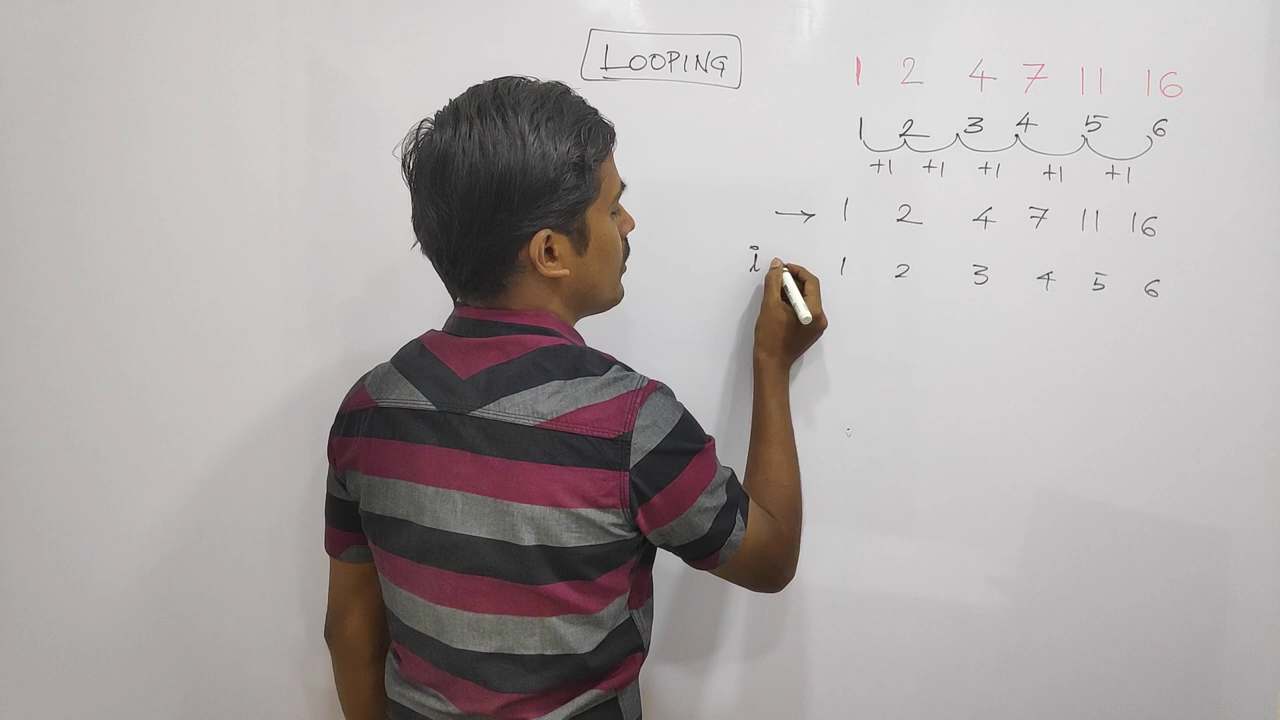 LOOPING
1 2 4 7 11 16
1 2 3 4 5 6
+1 +1 +1 +1 +1
→ 1 2 4 7 11 16
i 1 2 3 4 5 6